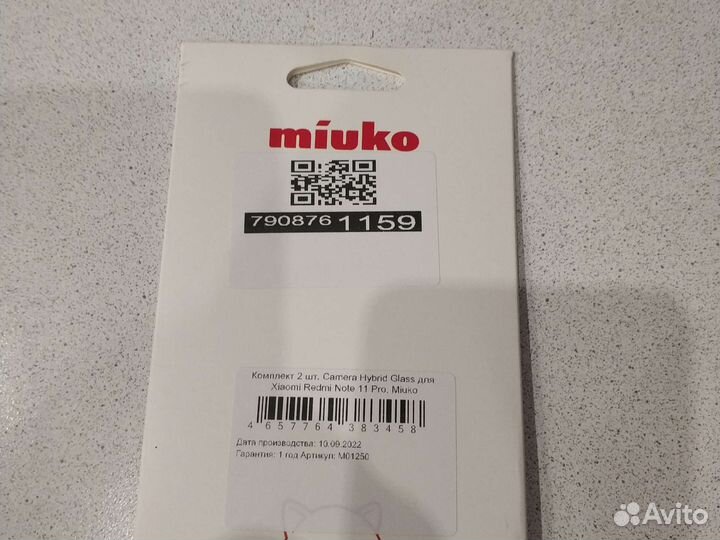 miuko
790876 1159
Комплект 2 шт. Camera Hybrid Glass для
Xiaomi Redmi Note 11 Pro, Miuko
4 657764 383458
Дата производства: 19.09.2022
Гарантия: 1 год Артикул: M01250
Avito